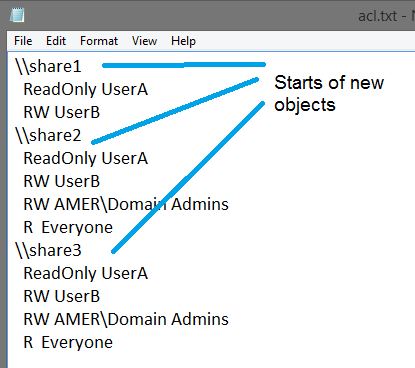 acl.txt - N
File Edit Format View Help
\\share1
ReadOnly UserA
RW UserB
\\share2
ReadOnly UserA
RW UserB
RW AMER\Domain Admins
R  Everyone
\\share3
ReadOnly UserA
RW UserB
RW AMER\Domain Admins
R  Everyone
Starts of new
objects